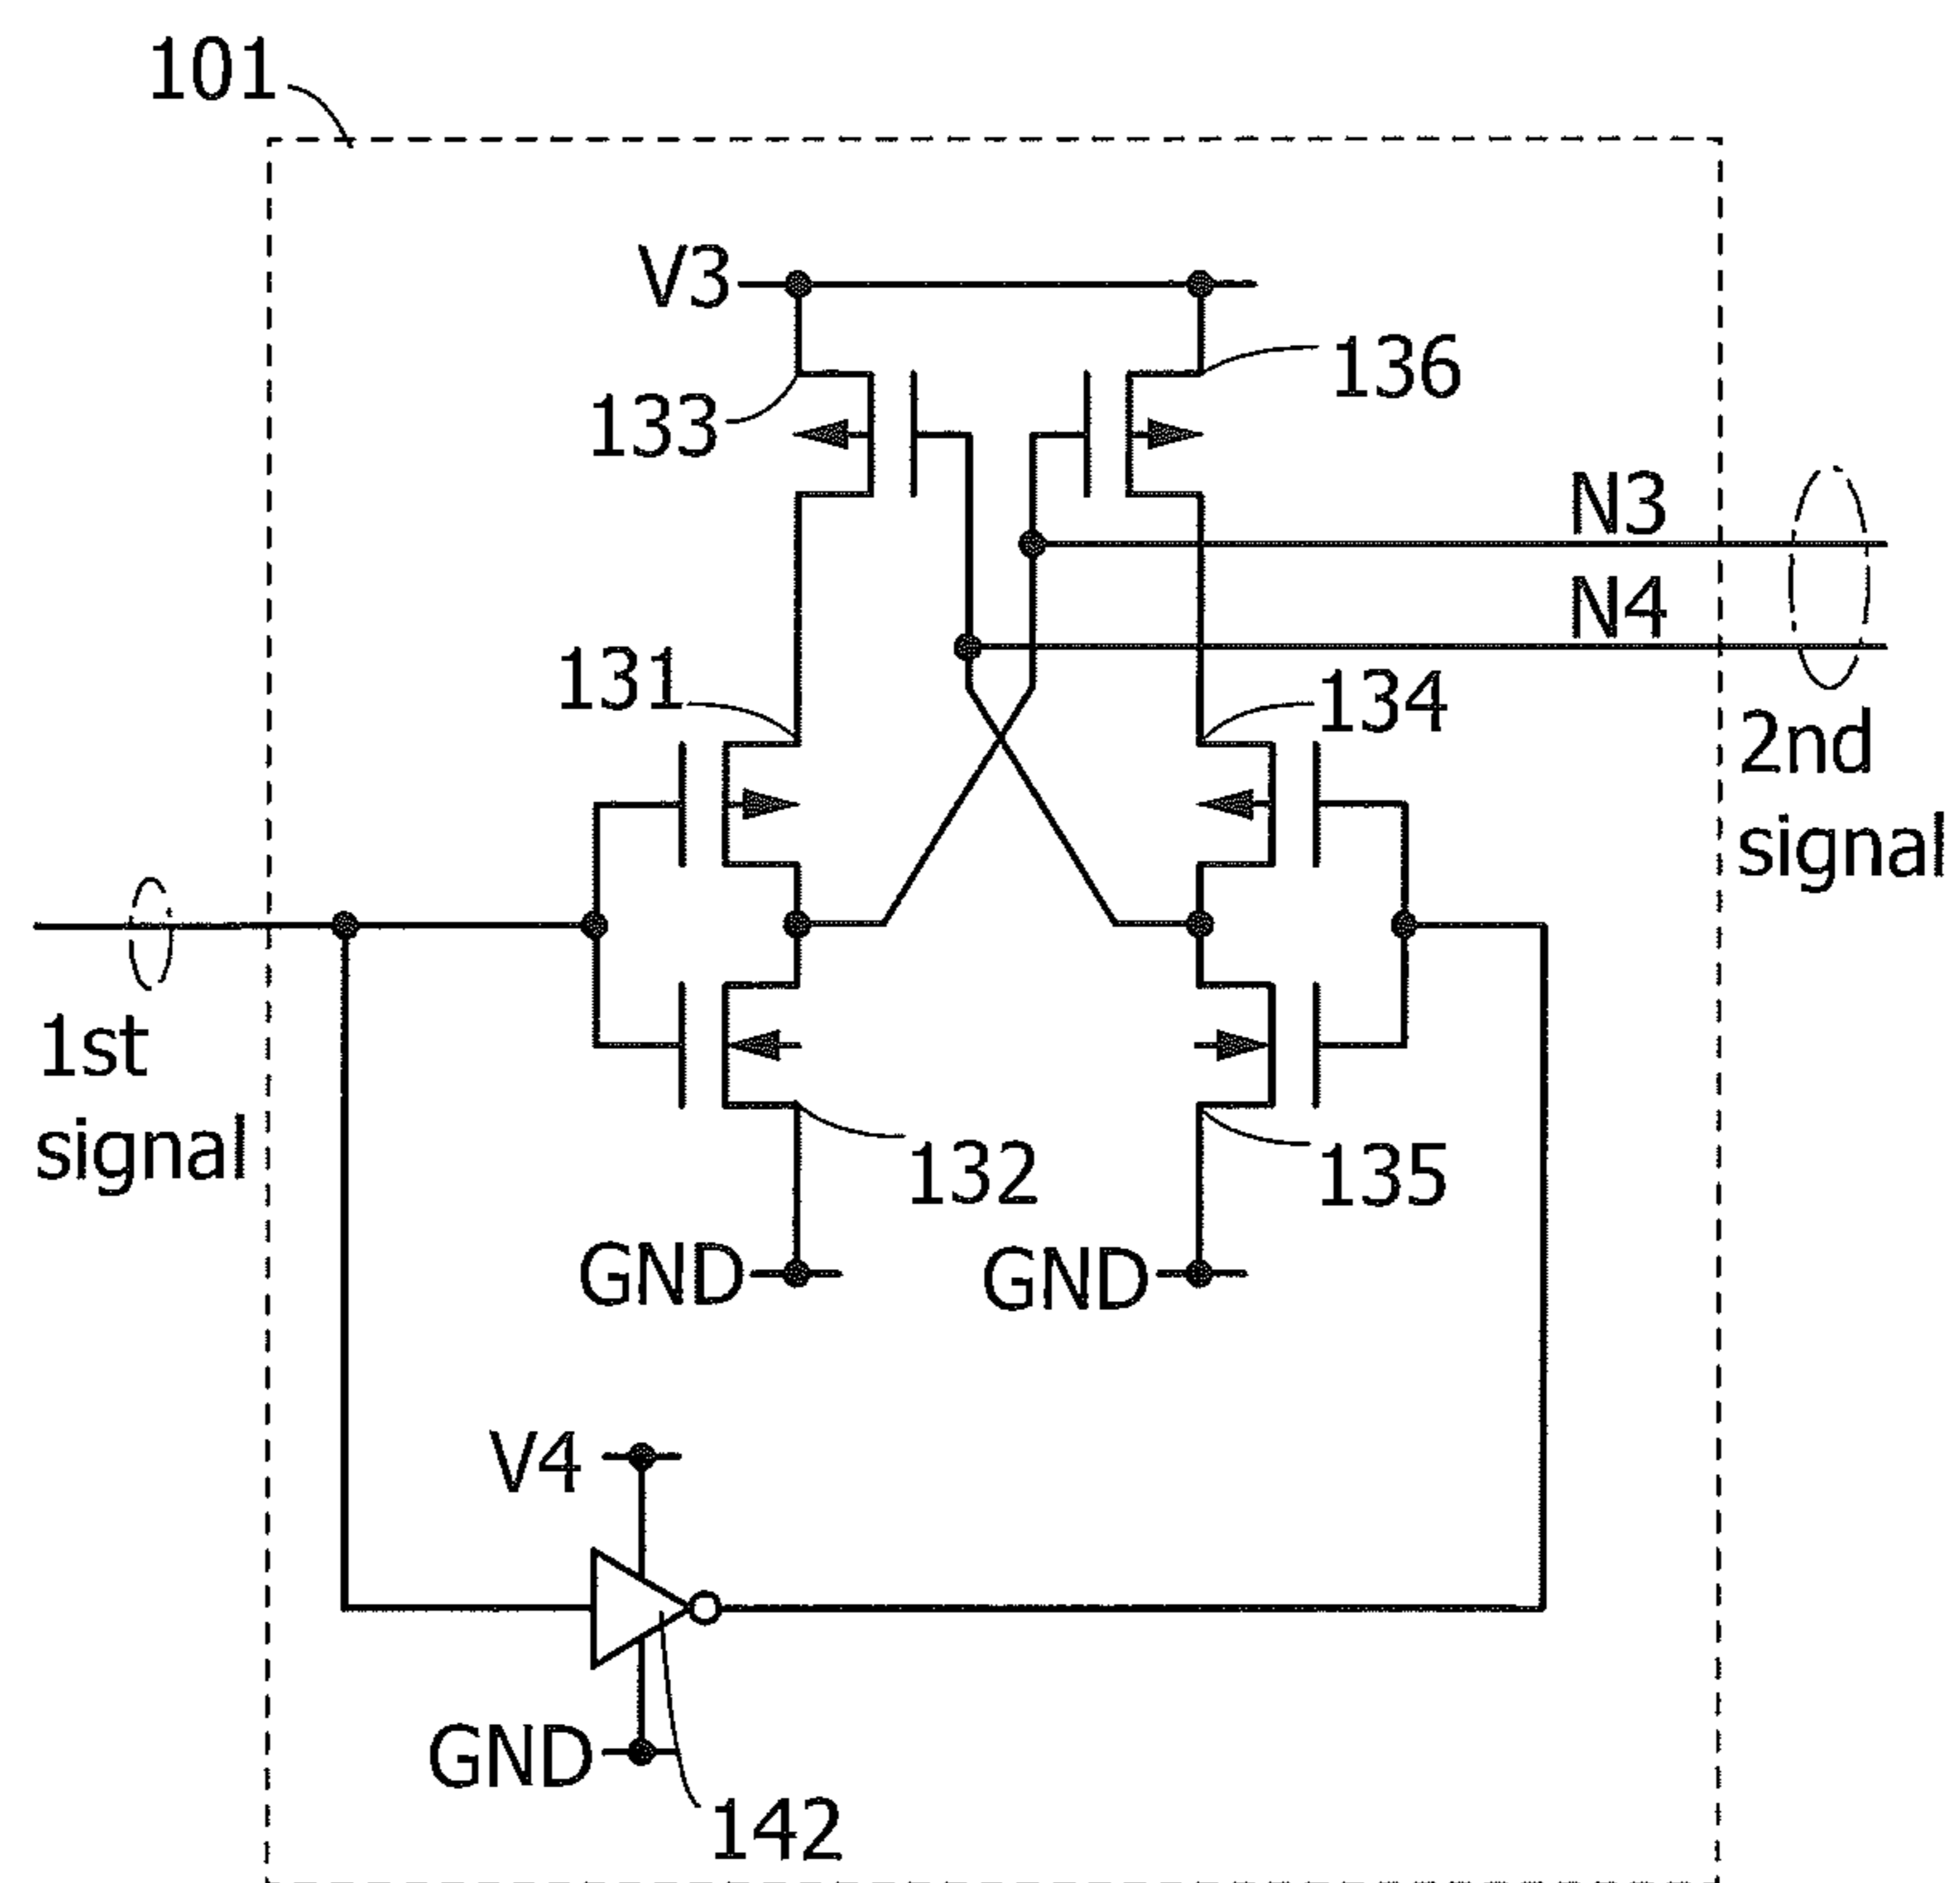 101
V3
133
136
N3
N4
131
134
2nd
signal
1st
signal
132
135
GND
GND
V4
GND
142